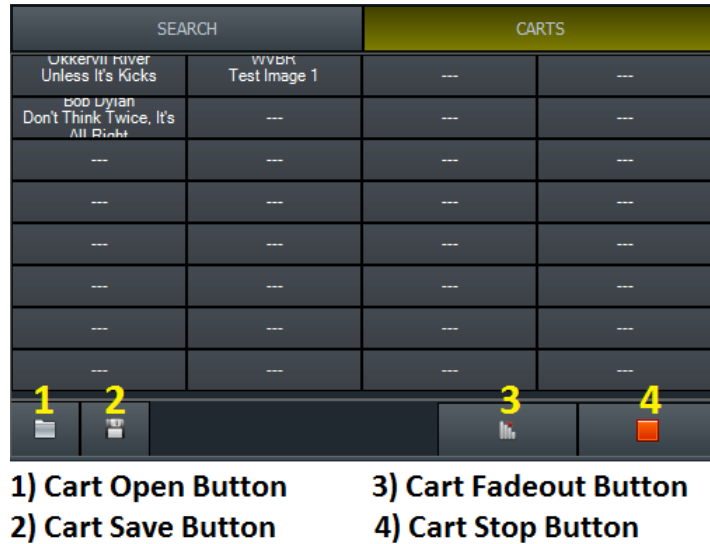 SEARCH CARTS
Okkervil River WVBR
Unless It's Kicks Test Image 1 --- ---
Bob Dylan
Don't Think Twice, It's --- --- ---
All Right
--- --- --- ---
--- --- --- ---
--- --- --- ---
--- --- --- ---
--- --- --- ---
--- --- --- ---
1 2 3 4
1) Cart Open Button 3) Cart Fadeout Button
2) Cart Save Button 4) Cart Stop Button